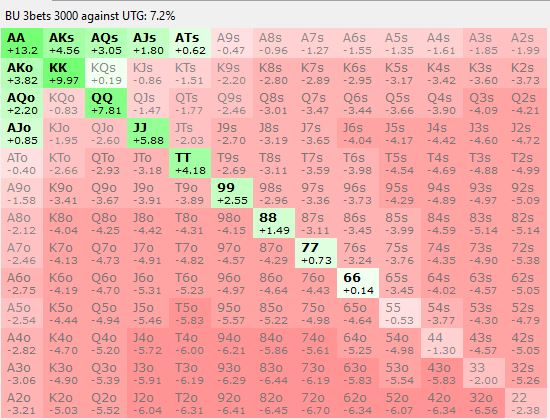 BU 3bets 3000 against UTG: 7.2%
AA AKs AQs AJs ATs A9s A8s A7s A6s A5s A4s A3s A2s
+13.2 +4.56 +3.05 +1.80 +0.62 -0.47 -0.96 -1.27 -1.55 -1.35 -1.61 -1.85 -1.99
AKo KK KQs KJs KTs K9s K8s K7s K6s K5s K4s K3s K2s
+3.82 +9.97 +0.19 -0.86 -1.51 -2.20 -2.80 -2.89 -2.95 -3.17 -3.42 -3.60 -3.73
AQo KQo QQ QJs QTs Q9s Q8s Q7s Q6s Q5s Q4s Q3s Q2s
+2.20 -0.83 +7.81 -1.47 -1.77 -2.46 -3.01 -3.47 -3.44 -3.66 -3.90 -4.09 -4.21
AJo KJo QJo JJ JTs J9s J8s J7s J6s J5s J4s J3s J2s
+0.85 -1.95 -2.60 +5.88 -2.03 -2.70 -3.19 -3.65 -4.04 -4.17 -4.42 -4.60 -4.72
ATo KTo QTo JTo TT T9s T8s T7s T6s T5s T4s T3s T2s
-0.40 -2.66 -2.93 -3.18 +4.18 -2.69 -3.11 -3.59 -3.98 -4.54 -4.69 -4.88 -4.99
A9o K9o Q9o J9o T9o 99 98s 97s 96s 95s 94s 93s 92s
-1.58 -3.41 -3.67 -3.91 -3.89 +2.55 -2.96 -3.36 -3.73 -4.29 -4.89 -4.97 -5.09
A8o K8o Q8o J8o T8o 98o 88 87s 86s 85s 84s 83s 82s
-2.22 -4.04 -4.25 -4.42 -4.31 -4.15 +1.49 -3.11 -3.45 -3.99 -4.59 -5.14 -5.14
A7o K7o Q7o J7o T7o 97o 87o 77 76s 75s 74s 73s 72s
-2.46 -4.13 -4.73 -4.91 -4.82 -4.57 -4.29 +0.73 -3.24 -3.76 -4.35 -4.90 -5.38
A6o K6o Q6o J6o T6o 96o 86o 76o 66 65s 64s 63s 62s
-2.75 -4.19 -4.70 -5.31 -5.23 -4.97 -4.64 -4.43 +0.14 -3.45 -4.02 -4.57 -5.05
A5o K5o Q5o J5o T5o 95o 85o 75o 65o 55 54s 53s 52s
-2.54 -4.44 -4.94 -5.46 -5.83 -5.57 -5.22 -4.98 -4.64 -0.53 -3.77 -4.30 -4.79
A4o K4o Q4o J4o T4o 94o 84o 74o 64o 54o 44 43s 42s
-2.82 -4.70 -5.20 -5.72 -6.00 -6.21 -5.86 -5.61 -5.25 -4.98 -1.30 -4.57 -5.05
A3o K3o Q3o J3o T3o 93o 83o 73o 63o 53o 43o 33 32s
-3.06 -4.90 -5.39 -5.91 -6.19 -6.29 -6.44 -6.19 -5.83 -5.54 -5.83 -2.00 -5.26
A2o K2o Q2o J2o T2o 92o 82o 72o 62o 52o 42o 32o 22
-3.21 -5.03 -5.52 -6.04 -6.31 -6.41 -6.45 -6.70 -6.34 -6.07 -6.34 -6.56 -2.38